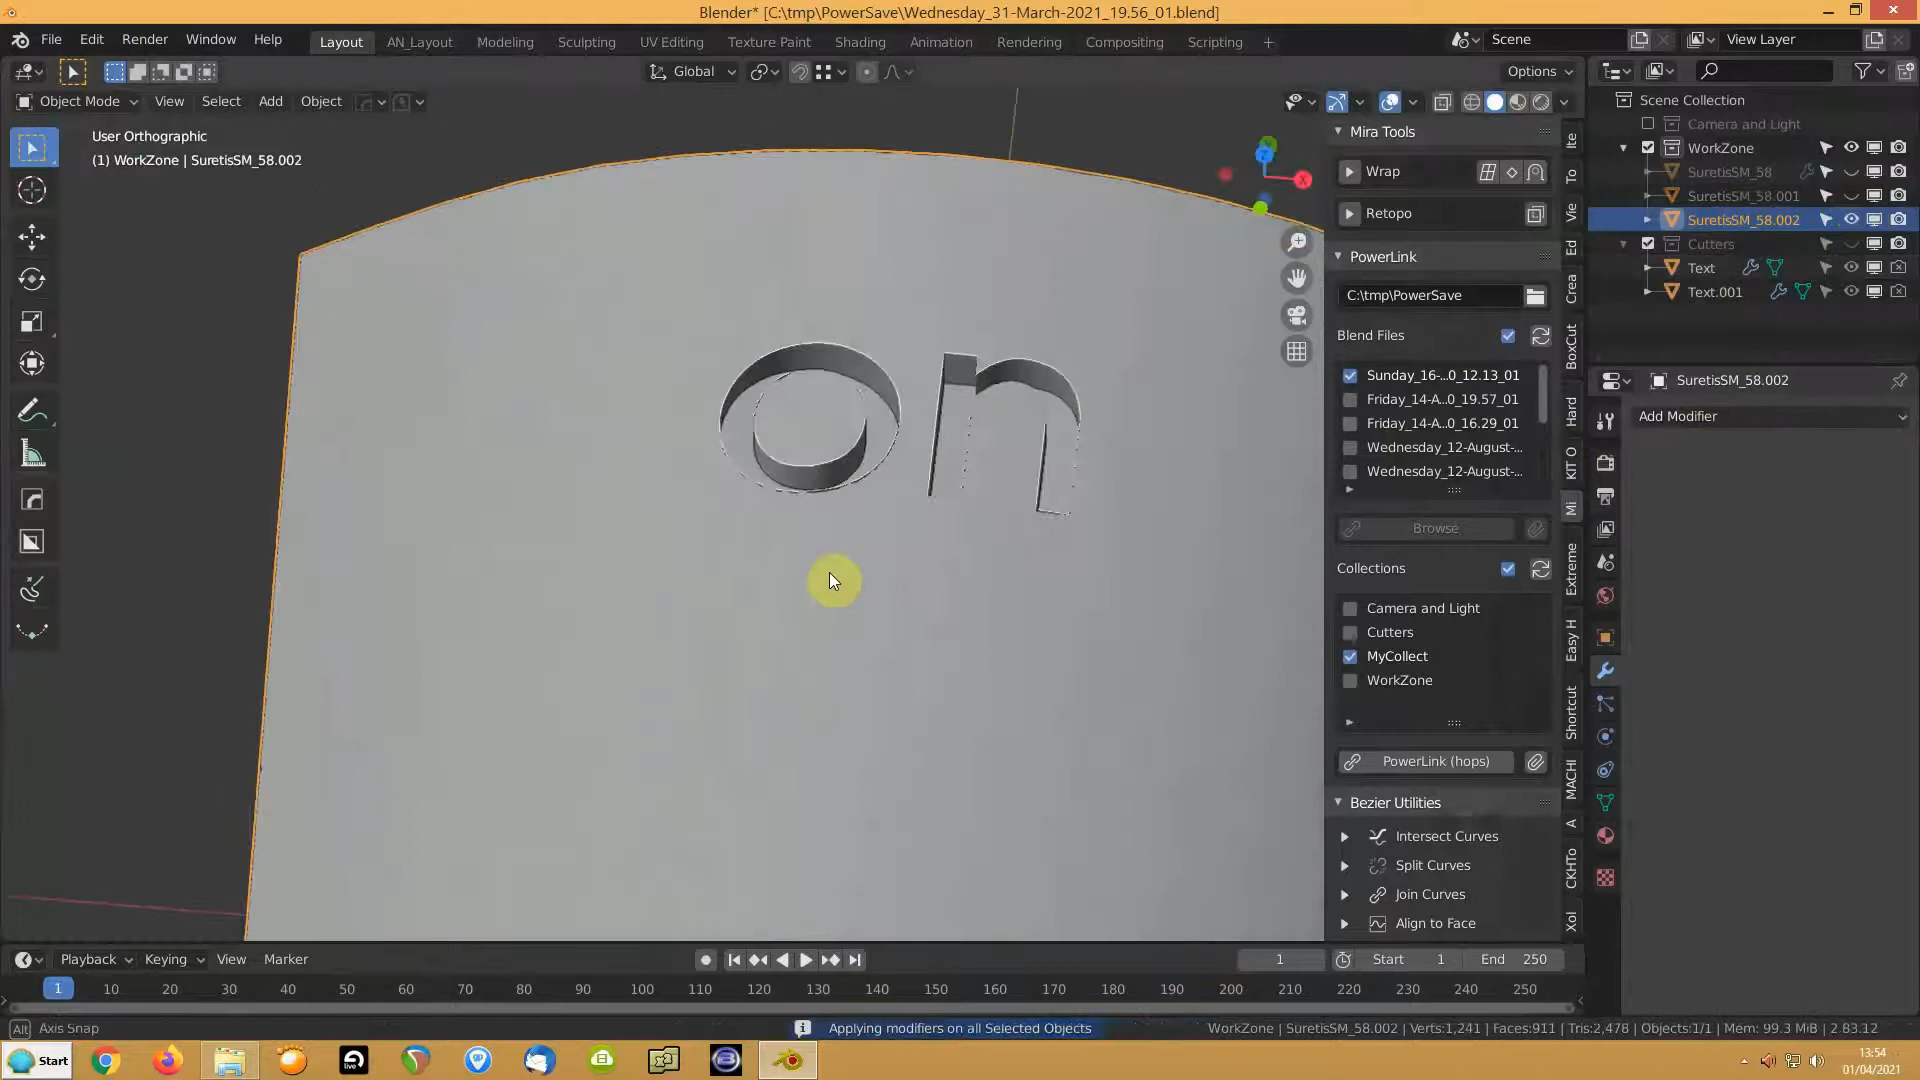 Blender* [C:\tmp\PowerSave\Wednesday_31-March-2021_19.56_01.blend]
File Edit Render Window Help Layout AN_Layout Modeling Sculpting UV Editing Texture Paint Shading Animation Rendering Compositing Scripting + Scene View Layer
Global Options
Object Mode View Select Add Object
User Orthographic
(1) WorkZone | SuretisSM_58.002
on
Mira Tools
Wrap
Retopo
PowerLink
C:\tmp\PowerSave
Blend Files
Sunday_16-...0_12.13_01
Friday_14-A...0_19.57_01
Friday_14-A...0_16.29_01
Wednesday_12-August-...
Wednesday_12-August-...
Browse
Collections
Camera and Light
Cutters
MyCollect
WorkZone
PowerLink (hops)
Bezier Utilities
Intersect Curves
Split Curves
Join Curves
Align to Face
Ite
To
Vie
Ed
Crea
BoxCut
Hard
KIT O
Mi
Extreme
Easy H
Shortcut
MACHI
A
CKHTo
Xol
Scene Collection
Camera and Light
WorkZone
SuretisSM_58
SuretisSM_58.001
SuretisSM_58.002
Cutters
Text
Text.001
SuretisSM_58.002
Add Modifier
Playback Keying View Marker 1 Start 1 End 250
1 10 20 30 40 50 60 70 80 90 100 110 120 130 140 150 160 170 180 190 200 210 220 230 240 250
Alt Axis Snap Applying modifiers on all Selected Objects WorkZone | SuretisSM_58.002 | Verts:1,241 | Faces:911 | Tris:2,478 | Objects:1/1 | Mem: 99.3 MiB | 2.83.12
Start live 13:54
01/04/2021